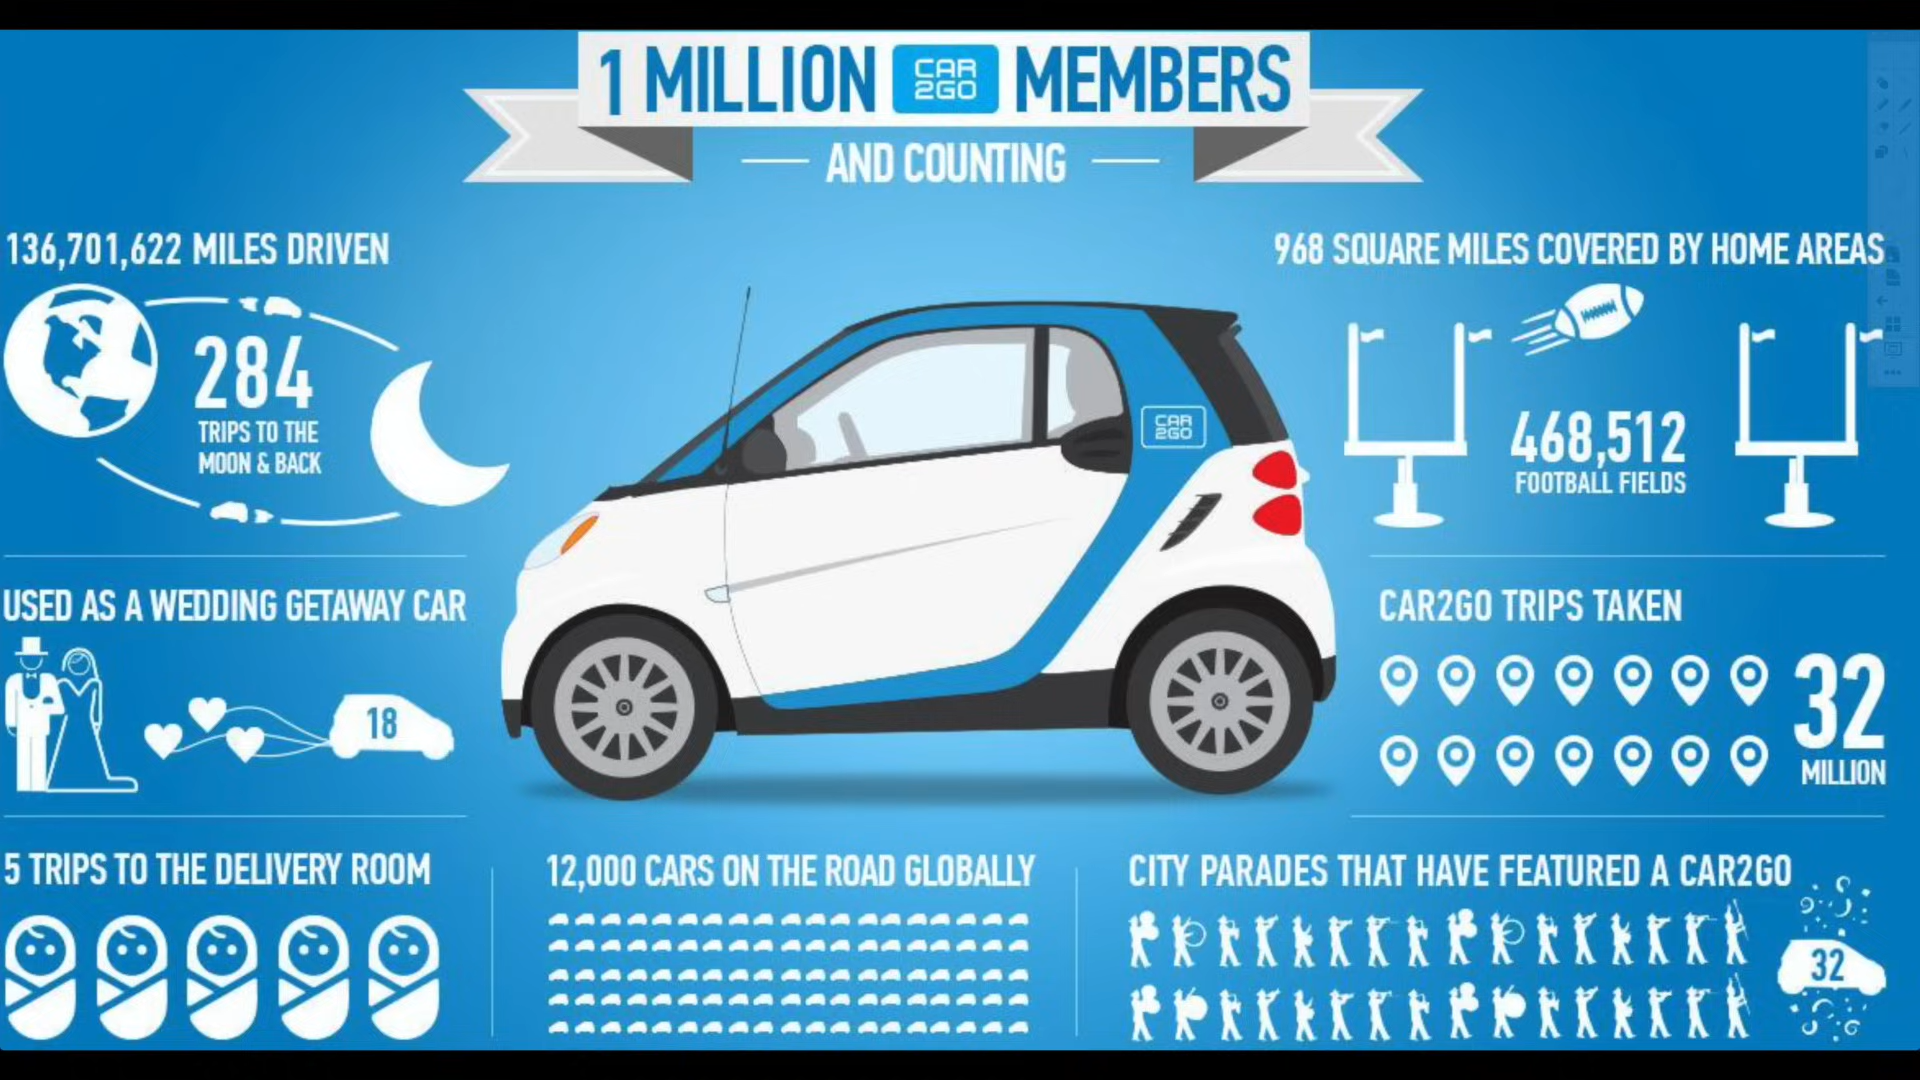 1 MILLION CAR 2GO MEMBERS
AND COUNTING
136,701,622 MILES DRIVEN
284
TRIPS TO THE
MOON & BACK
968 SQUARE MILES COVERED BY HOME AREAS
468,512
FOOTBALL FIELDS
CAR
2GO
USED AS A WEDDING GETAWAY CAR
18
CAR2GO TRIPS TAKEN
32
MILLION
5 TRIPS TO THE DELIVERY ROOM
12,000 CARS ON THE ROAD GLOBALLY
CITY PARADES THAT HAVE FEATURED A CAR2GO
32